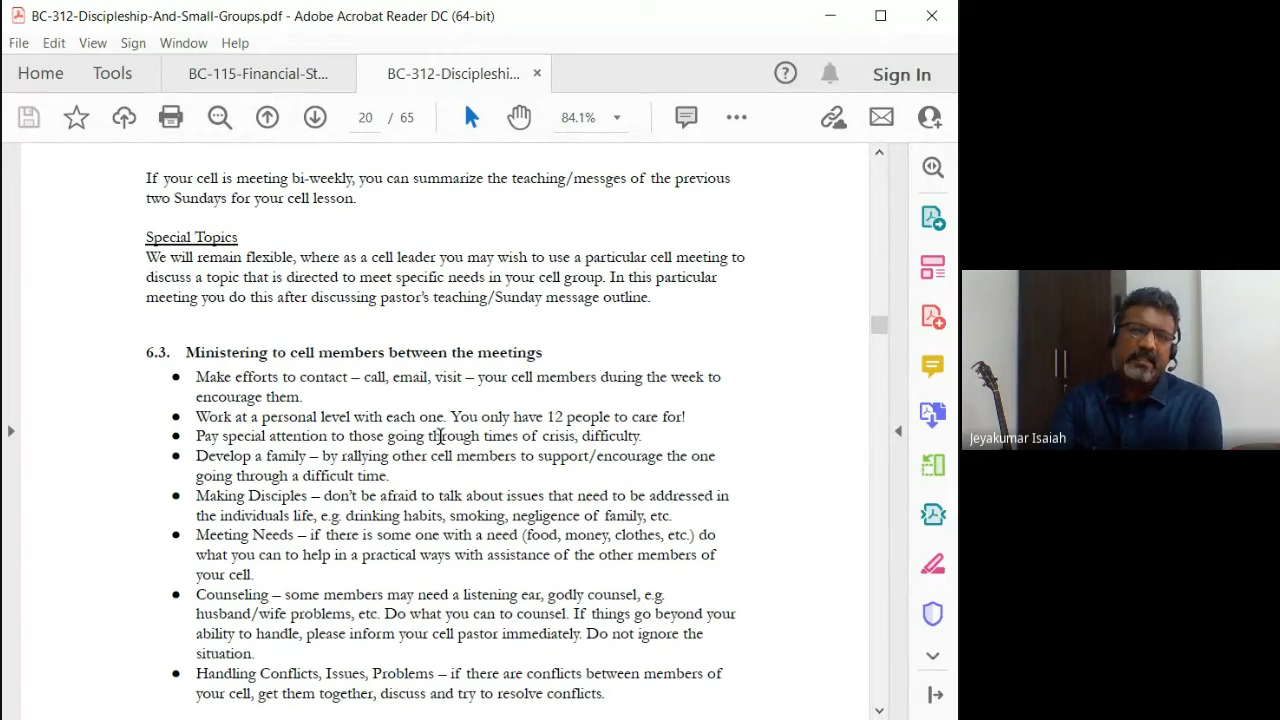 BC-312-Discipleship-And-Small-Groups.pdf - Adobe Acrobat Reader DC (64-bit)
File Edit View Sign Window Help
Home Tools BC-115-Financial-St... BC-312-Discipleshi... Sign In
20 / 65 84.1%
If your cell is meeting bi-weekly, you can summarize the teaching/messges of the previous
two Sundays for your cell lesson.
Special Topics
We will remain flexible, where as a cell leader you may wish to use a particular cell meeting to
discuss a topic that is directed to meet specific needs in your cell group. In this particular
meeting you do this after discussing pastor's teaching/Sunday message outline.
6.3. Ministering to cell members between the meetings
● Make efforts to contact – call, email, visit – your cell members during the week to
encourage them.
● Work at a personal level with each one. You only have 12 people to care for!
● Pay special attention to those going through times of crisis, difficulty.
● Develop a family – by rallying other cell members to support/encourage the one
going through a difficult time.
● Making Disciples – don't be afraid to talk about issues that need to be addressed in
the individuals life, e.g. drinking habits, smoking, negligence of family, etc.
● Meeting Needs – if there is some one with a need (food, money, clothes, etc.) do
what you can to help in a practical ways with assistance of the other members of
your cell.
● Counseling – some members may need a listening ear, godly counsel, e.g.
husband/wife problems, etc. Do what you can to counsel. If things go beyond your
ability to handle, please inform your cell pastor immediately. Do not ignore the
situation.
● Handling Conflicts, Issues, Problems – if there are conflicts between members of
your cell, get them together, discuss and try to resolve conflicts.
Jeyakumar Isaiah